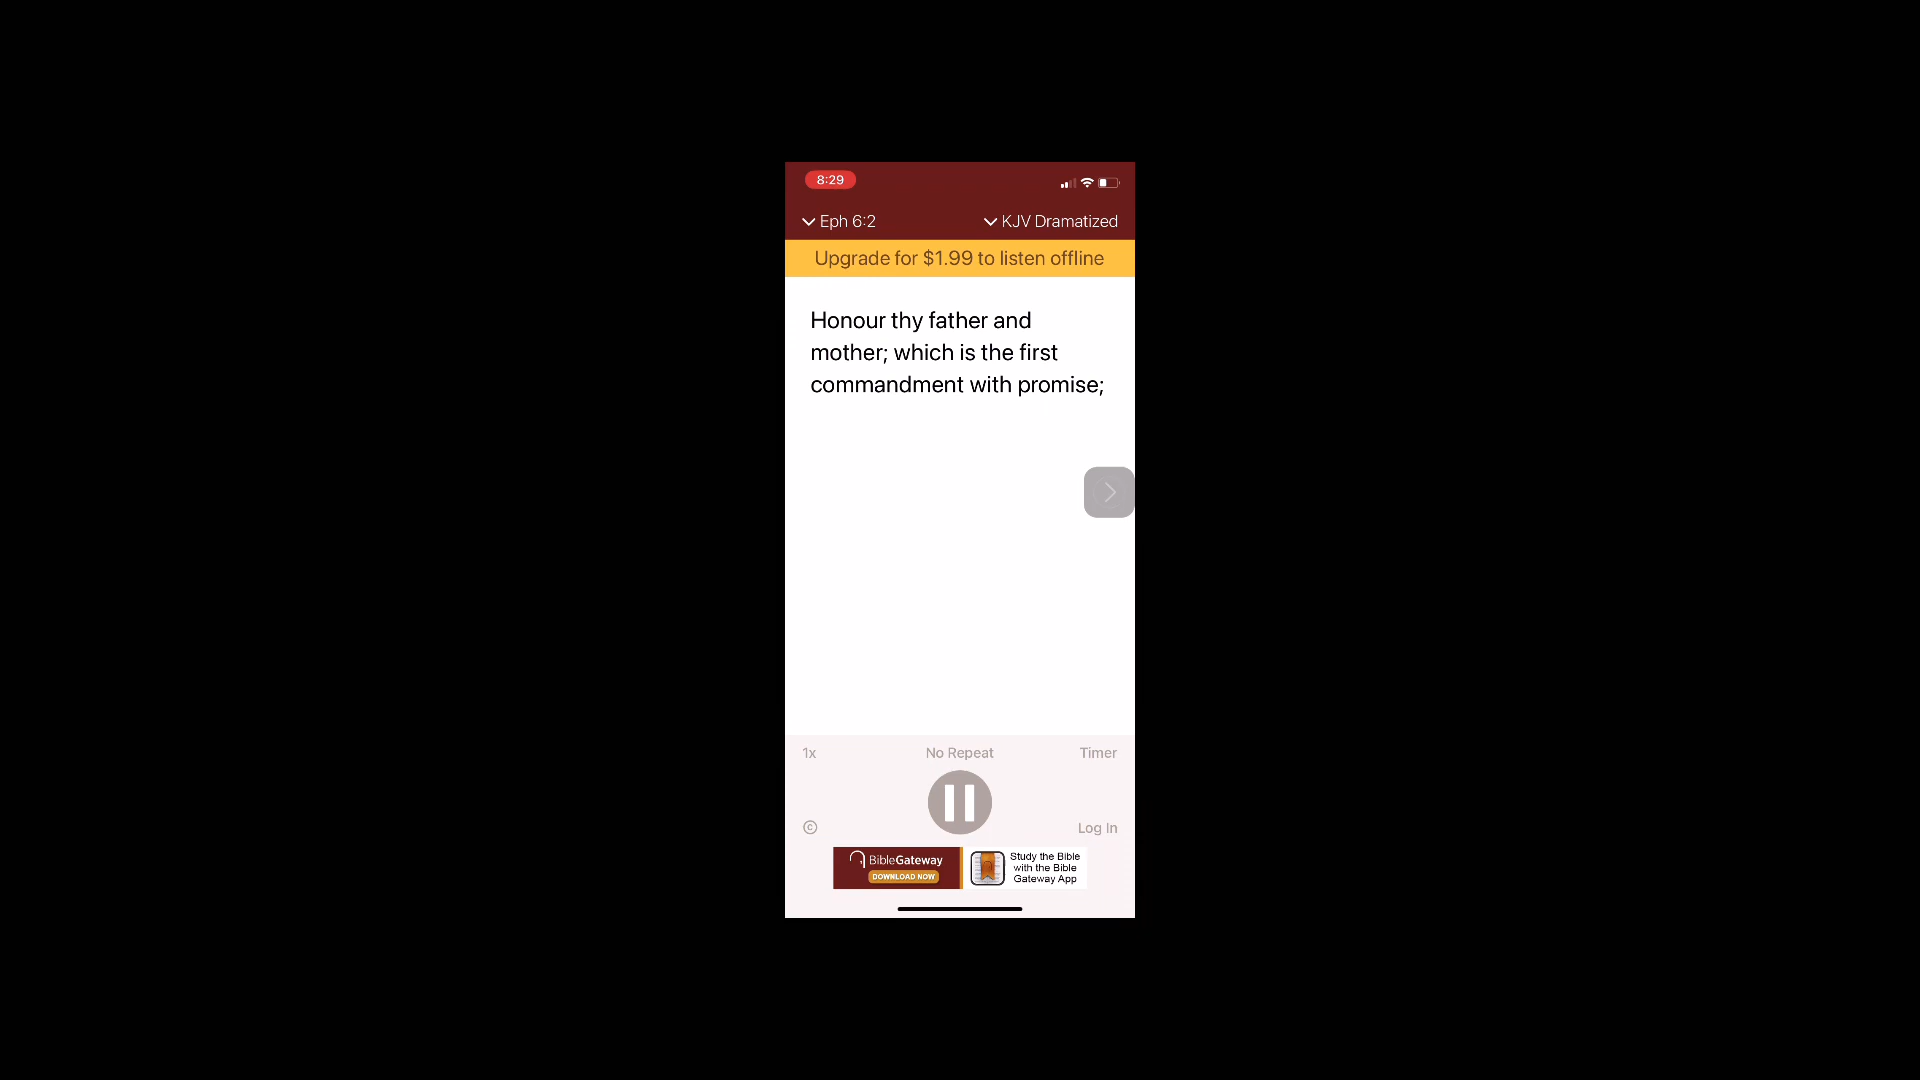 8:29
Eph 6:2
KJV Dramatized
Upgrade for $1.99 to listen offline
Honour thy father and
mother; which is the first
commandment with promise;
1x
No Repeat
Timer
©
Log In
BibleGateway
DOWNLOAD NOW
Study the Bible
with the Bible
Gateway App